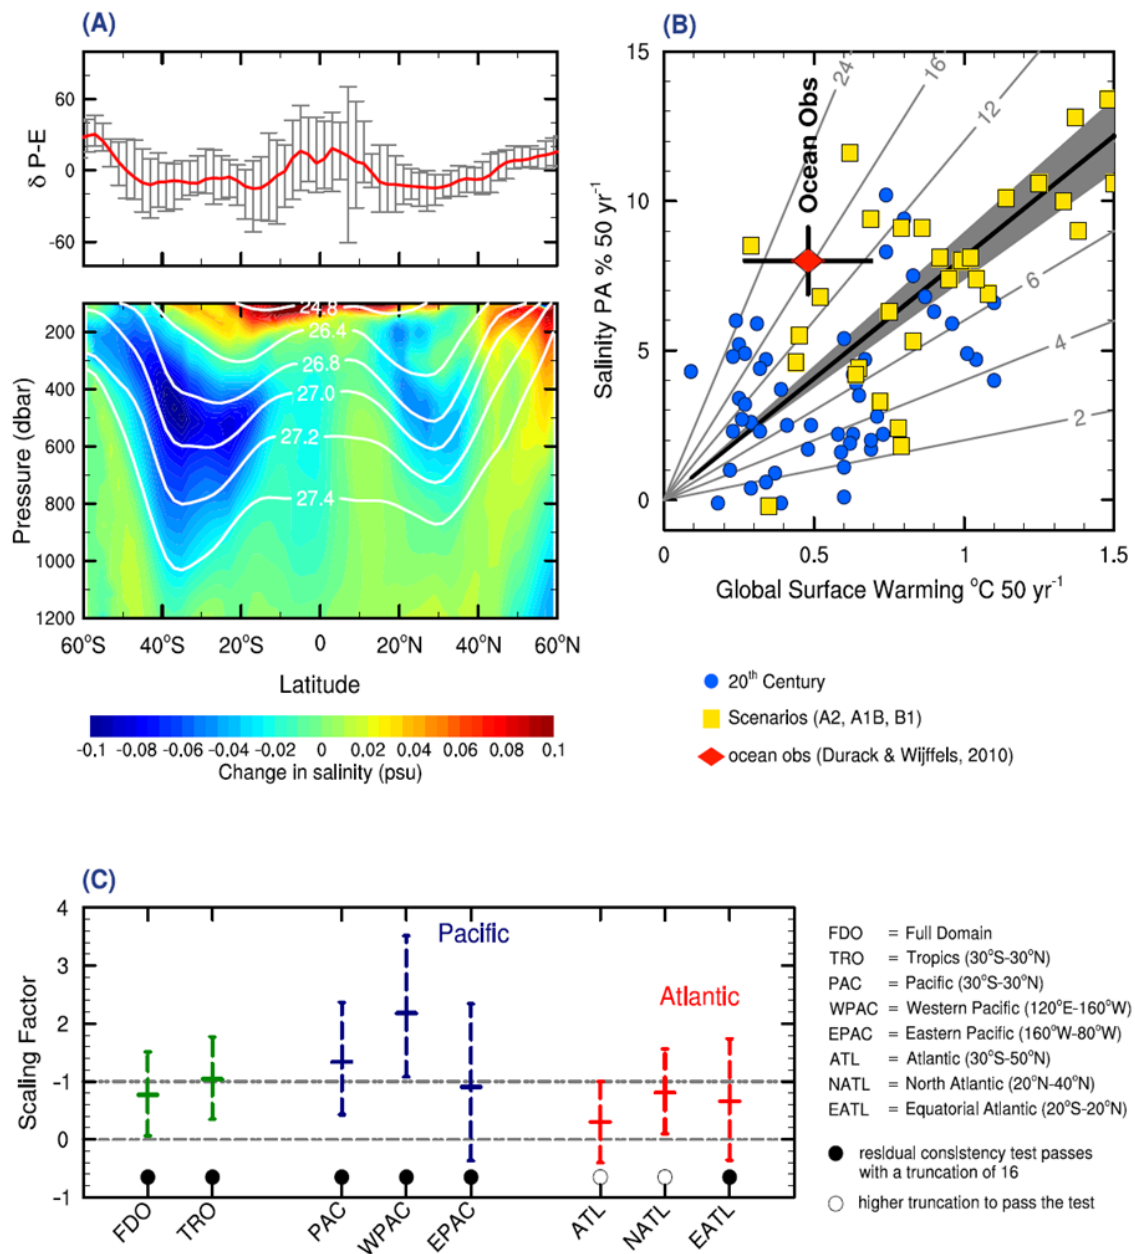 (A)
60
0
-60
δ P-E
24.8
26.4
26.8
27.0
27.2
27.4
200
400
600
800
1000
1200
Pressure (dbar)
60°S 40°S 20°S 0 20°N 40°N 60°N
Latitude
-0.1 -0.08 -0.06 -0.04 -0.02 0 0.02 0.04 0.06 0.08 0.1
Change in salinity (psu)
(B)
15
10
5
0
Salinity PA % 50 yr-1
24
16
12
6
4
2
Ocean Obs
0 0.5 1 1.5
Global Surface Warming °C 50 yr-1
20th Century
Scenarios (A2, A1B, B1)
ocean obs (Durack & Wijffels, 2010)
(C)
4
3
2
1
0
-1
Scaling Factor
Pacific
Atlantic
FDO TRO PAC WPAC EPAC ATL NATL EATL
FDO = Full Domain
TRO = Tropics (30°S-30°N)
PAC = Pacific (30°S-30°N)
WPAC = Western Pacific (120°E-160°W)
EPAC = Eastern Pacific (160°W-80°W)
ATL = Atlantic (30°S-50°N)
NATL = North Atlantic (20°N-40°N)
EATL = Equatorial Atlantic (20°S-20°N)
residual consistency test passes
with a truncation of 16
higher truncation to pass the test